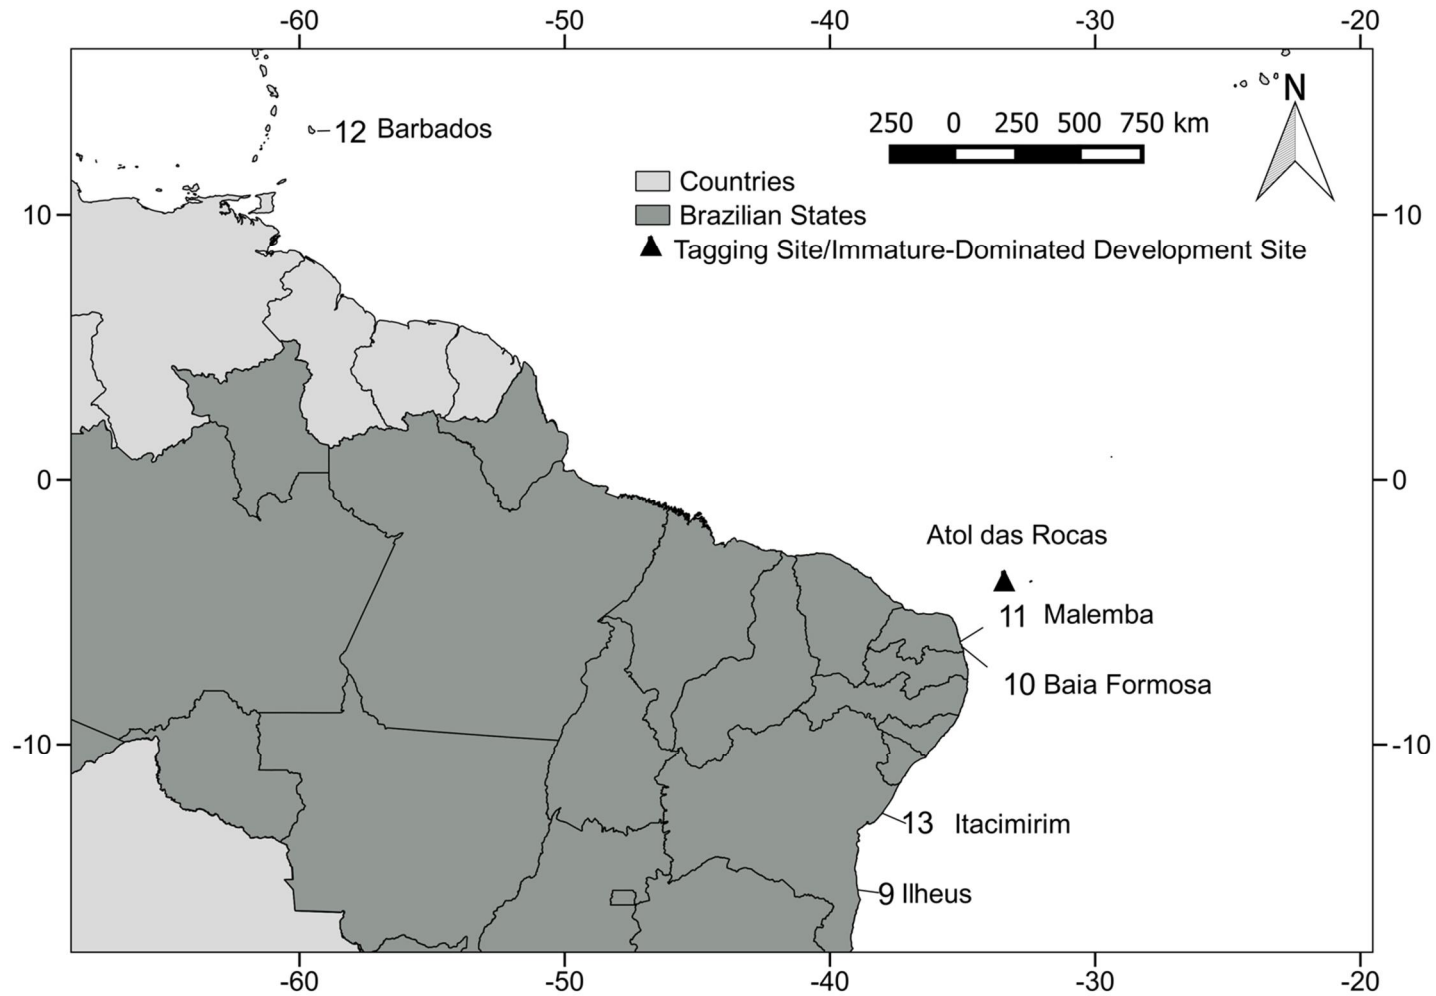 -60 -50 -40 -30 -20
N
250 0 250 500 750 km
12 Barbados
Countries
10 10
Brazilian States
Tagging Site/Immature-Dominated Development Site
0 0
Atol das Rocas
11 Malemba
10 Baia Formosa
-10 -10
13 Itacimirim
9 Ilheus
-60 -50 -40 -30 -20